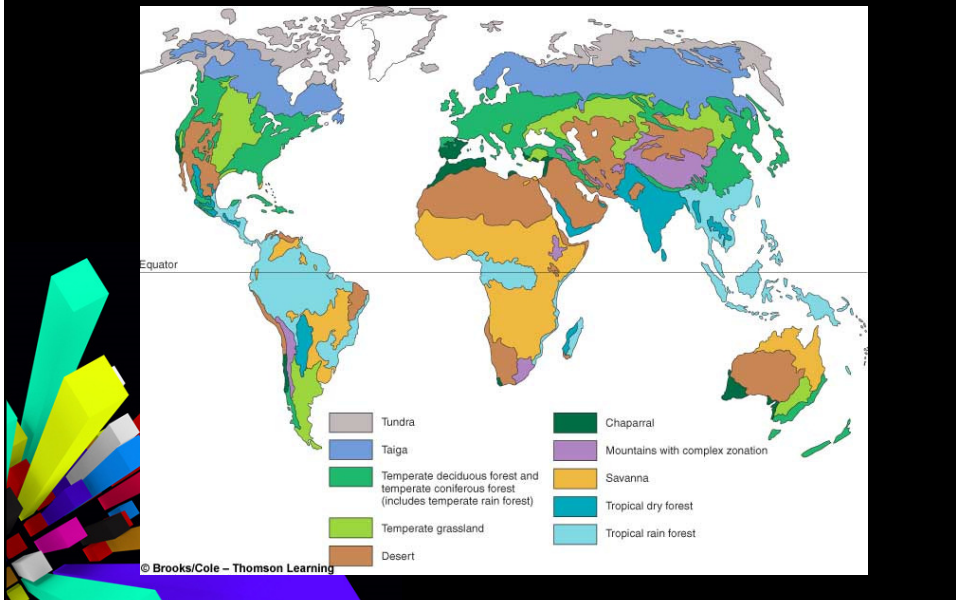 Equator
Tundra
Taiga
Temperate deciduous forest and
temperate coniferous forest
(includes temperate rain forest)
Temperate grassland
Desert
Chaparral
Mountains with complex zonation
Savanna
Tropical dry forest
Tropical rain forest
© Brooks/Cole – Thomson Learning